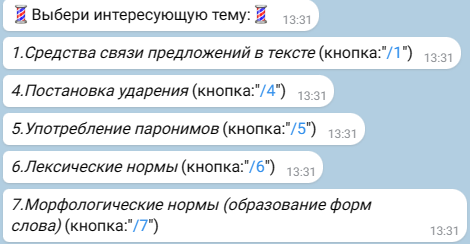 💈 Выбери интересующую тему: 💈 13:31
1.Средства связи предложений в тексте (кнопка:"/1") 13:31
4.Постановка ударения (кнопка:"/4") 13:31
5.Употребление паронимов (кнопка:"/5") 13:31
6.Лексические нормы (кнопка:"/6") 13:31
7.Морфологические нормы (образование форм
слова) (кнопка:"/7") 13:31